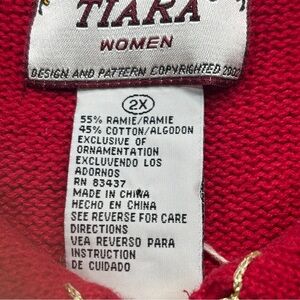 TIARA
WOMEN
DESIGN AND PATTERN COPYRIGHTED
2X
55% RAMIE/RAMIE
45% COTTON/ALGODON
EXCLUSIVE OF
ORNAMENTATION
EXCLUYENDO LOS
ADORNOS
RN 83437
MADE IN CHINA
HECHO EN CHINA
SEE REVERSE FOR CARE
DIRECTIONS
VEA REVERSO PARA
INSTRUCTION
DE CUIDADO